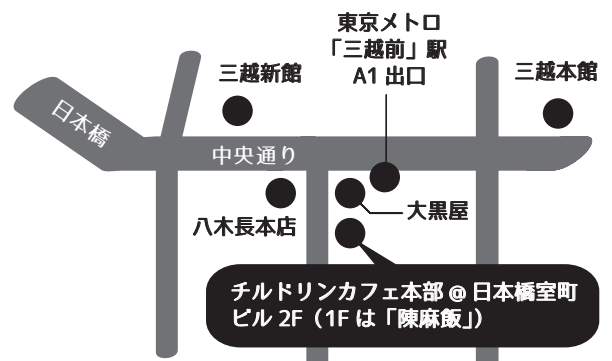 東京メトロ
「三越前」駅
A1 出口
三越新館
三越本館
日本橋
中央通り
八木長本店
大黒屋
チルドリンカフェ本部 @ 日本橋室町
ビル 2F（1F は「陳麻飯」）